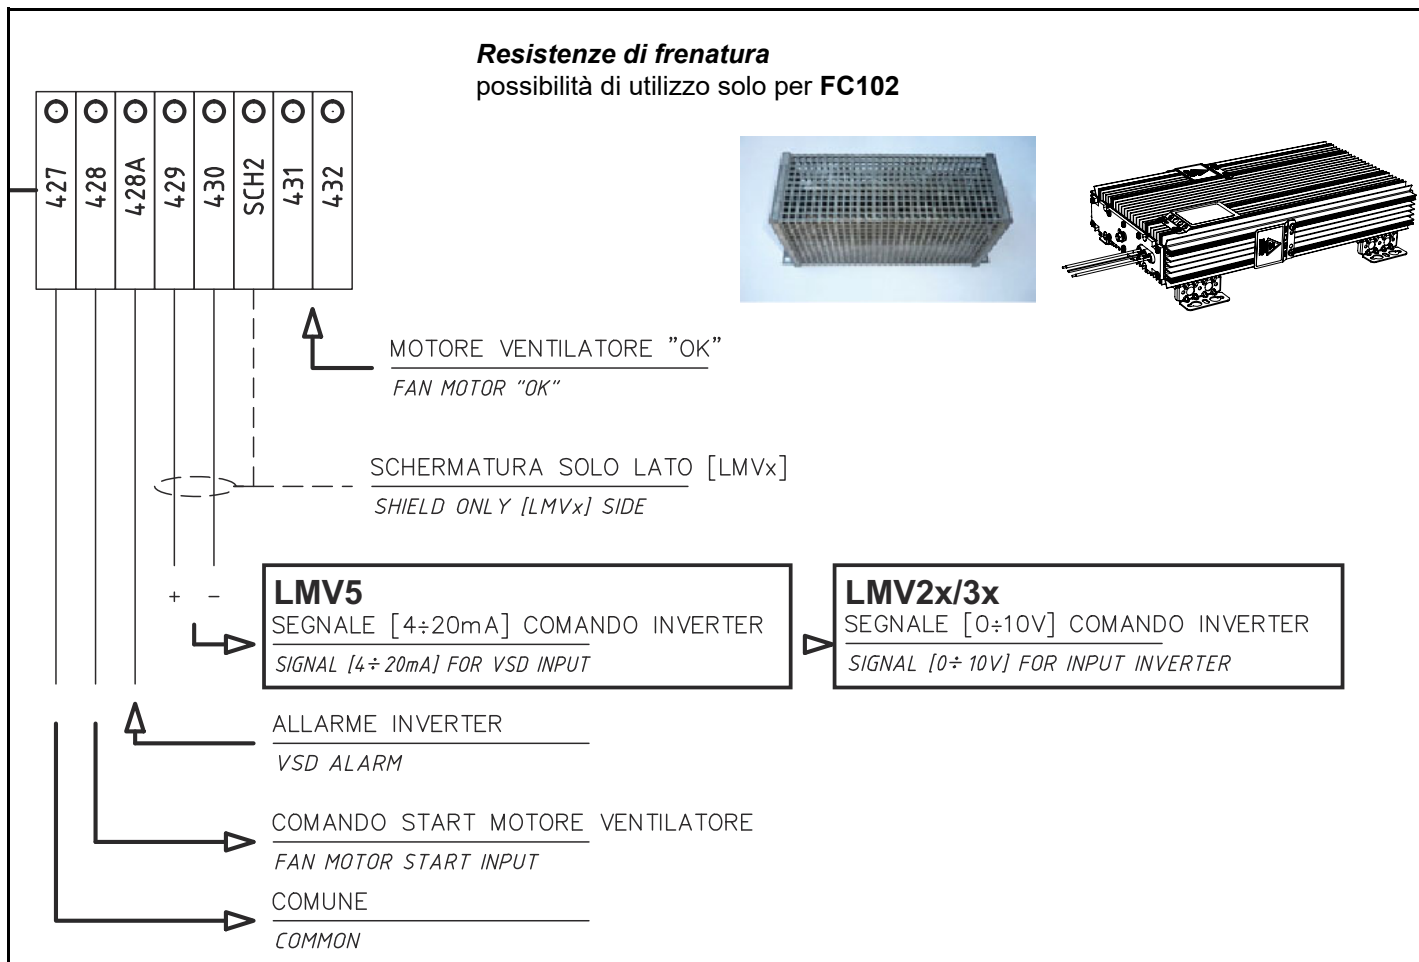 Resistenze di frenatura
possibilità di utilizzo solo per FC102
427
428
428A
429
430
SCH2
431
432
MOTORE VENTILATORE ”OK”
FAN MOTOR "OK"
SCHERMATURA SOLO LATO [LMVx]
SHIELD ONLY [LMVx] SIDE
+ −
LMV5
SEGNALE [4÷20mA] COMANDO INVERTER
SIGNAL [4÷20mA] FOR VSD INPUT
LMV2x/3x
SEGNALE [0÷10V] COMANDO INVERTER
SIGNAL [0÷10V] FOR INPUT INVERTER
ALLARME INVERTER
VSD ALARM
COMANDO START MOTORE VENTILATORE
FAN MOTOR START INPUT
COMUNE
COMMON